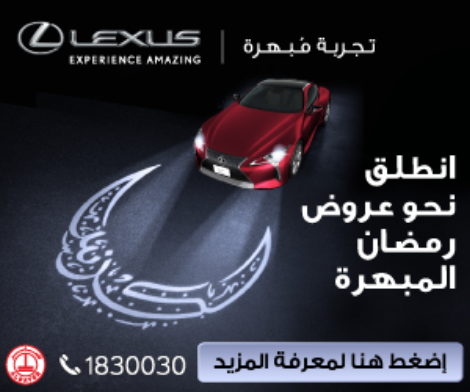 LEXUS
EXPERIENCE AMAZING
تجربة مُبهرة
انطلق
نحو عروض
رمضان
المبهرة
إضغط هنا لمعرفة المزيد
1830030